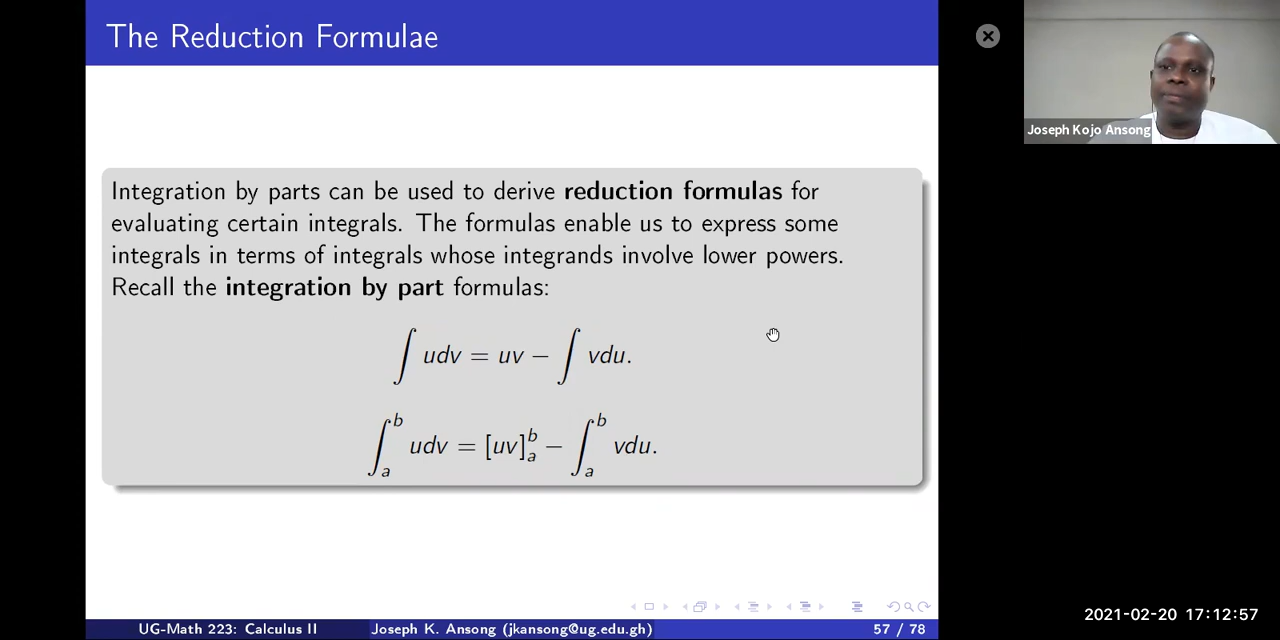 The Reduction Formulae
Joseph Kojo Ansong
Integration by parts can be used to derive reduction formulas for
evaluating certain integrals. The formulas enable us to express some
integrals in terms of integrals whose integrands involve lower powers.
Recall the integration by part formulas:
∫ udv = uv − ∫ vdu.
∫_a^b udv = [uv]_a^b − ∫_a^b vdu.
UG-Math 223: Calculus II
Joseph K. Ansong (jkansong@ug.edu.gh)
57 / 78
2021-02-20 17:12:57